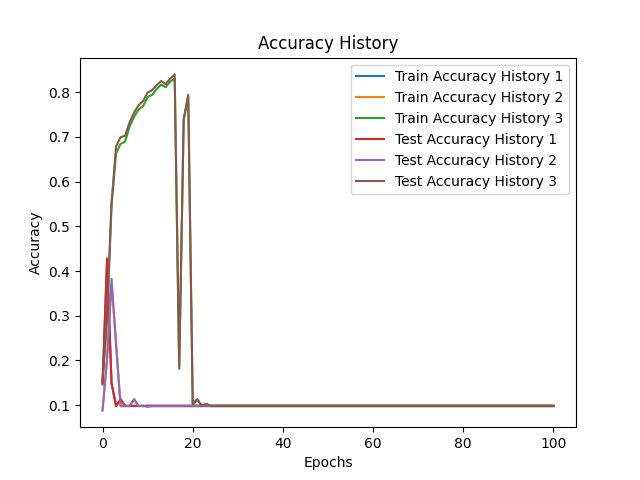 Accuracy History
Train Accuracy History 1
Train Accuracy History 2
Train Accuracy History 3
Test Accuracy History 1
Test Accuracy History 2
Test Accuracy History 3
Accuracy
0.8
0.7
0.6
0.5
0.4
0.3
0.2
0.1
0 20 40 60 80 100
Epochs